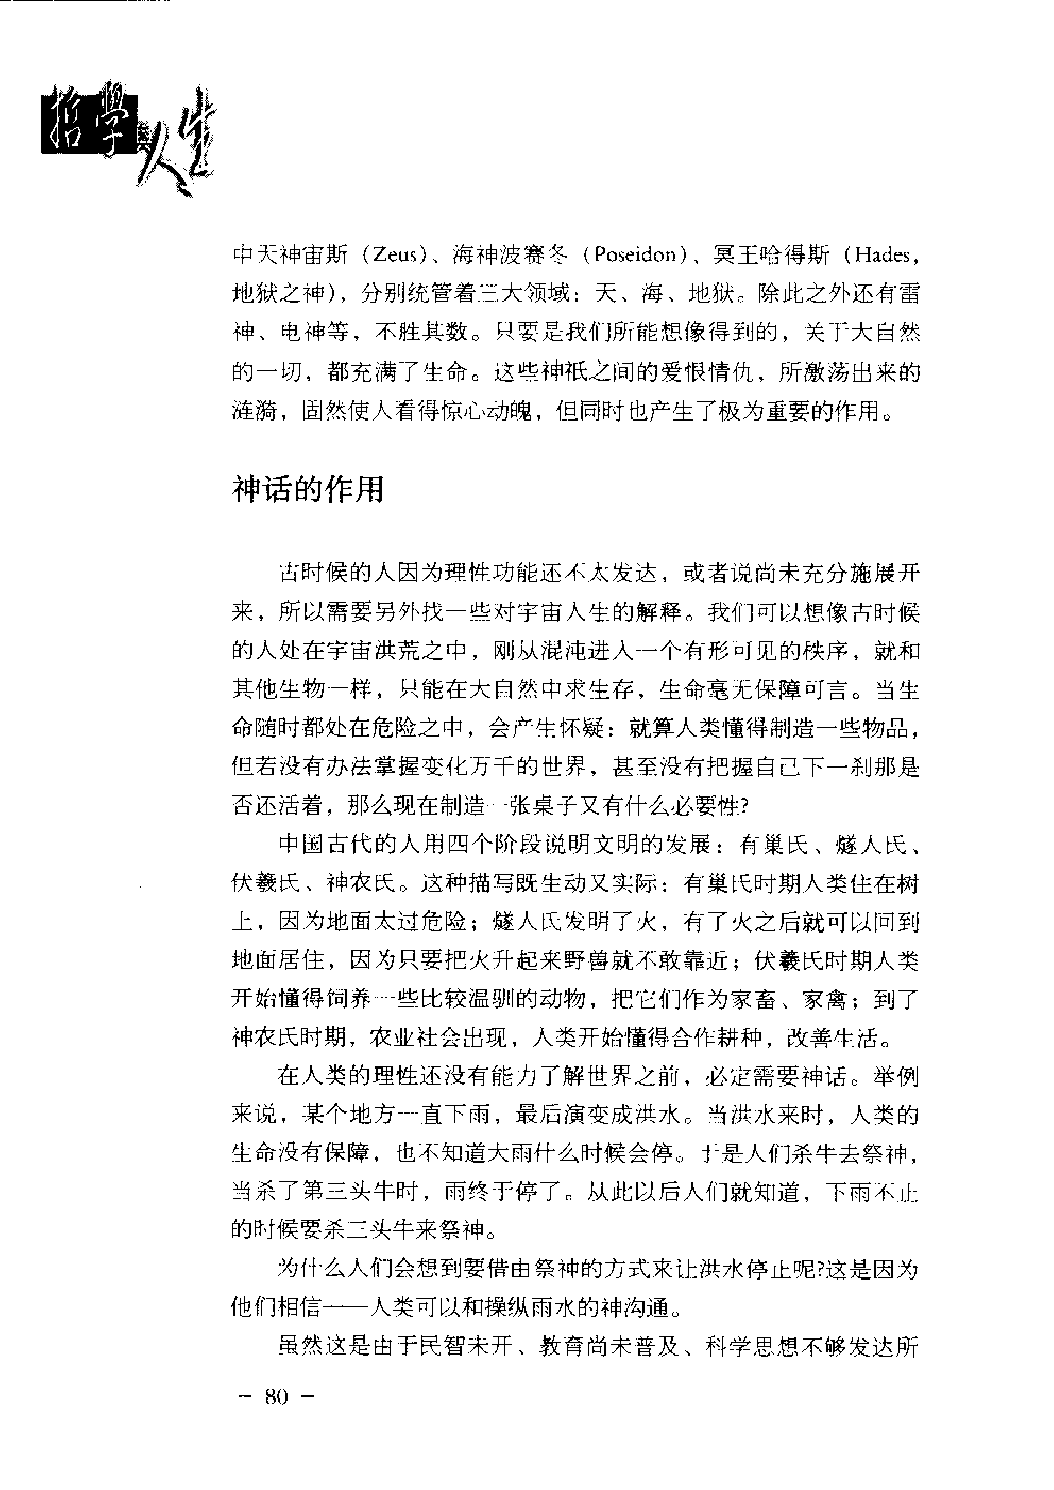 哲學與人生
中天神宙斯（Zeus）、海神波赛冬（Poseidon）、冥王哈得斯（Hades，
地狱之神），分别统管着三大领域：天、海、地狱。除此之外还有雷
神、电神等，不胜其数。只要是我们所能想像得到的，关于大自然
的一切，都充满了生命。这些神祇之间的爱恨情仇，所激荡出来的
涟漪，固然使人看得惊心动魄，但同时也产生了极为重要的作用。
神话的作用
古时候的人因为理性功能还不太发达，或者说尚未充分施展开
来，所以需要另外找一些对宇宙人生的解释。我们可以想像古时候
的人处在宇宙洪荒之中，刚从混沌进入一个有形可见的秩序，就和
其他生物一样，只能在大自然中求生存，生命毫无保障可言。当生
命随时都处在危险之中，会产生怀疑：就算人类懂得制造一些物品，
但若没有办法掌握变化万千的世界，甚至没有把握自己下一刹那是
否还活着，那么现在制造一张桌子又有什么必要性?
中国古代的人用四个阶段说明文明的发展：有巢氏、燧人氏、
伏羲氏、神农氏。这种描写既生动又实际：有巢氏时期人类住在树
上，因为地面太过危险；燧人氏发明了火，有了火之后就可以回到
地面居住，因为只要把火升起来野兽就不敢靠近；伏羲氏时期人类
开始懂得饲养一些比较温驯的动物，把它们作为家畜、家禽；到了
神农氏时期，农业社会出现，人类开始懂得合作耕种，改善生活。
在人类的理性还没有能力了解世界之前，必定需要神话。举例
来说，某个地方一直下雨，最后演变成洪水。当洪水来时，人类的
生命没有保障，也不知道大雨什么时候会停。于是人们杀牛去祭神，
当杀了第三头牛时，雨终于停了。从此以后人们就知道，下雨不止
的时候要杀三头牛来祭神。
为什么人们会想到要借由祭神的方式来让洪水停止呢?这是因为
他们相信——人类可以和操纵雨水的神沟通。
虽然这是由于民智未开、教育尚未普及、科学思想不够发达所
- 80 -